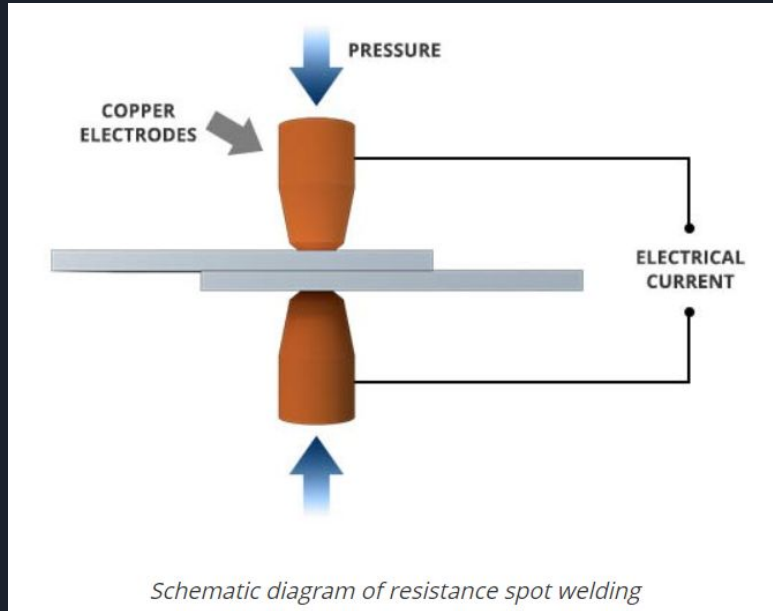 PRESSURE
COPPER
ELECTRODES
ELECTRICAL
CURRENT
Schematic diagram of resistance spot welding